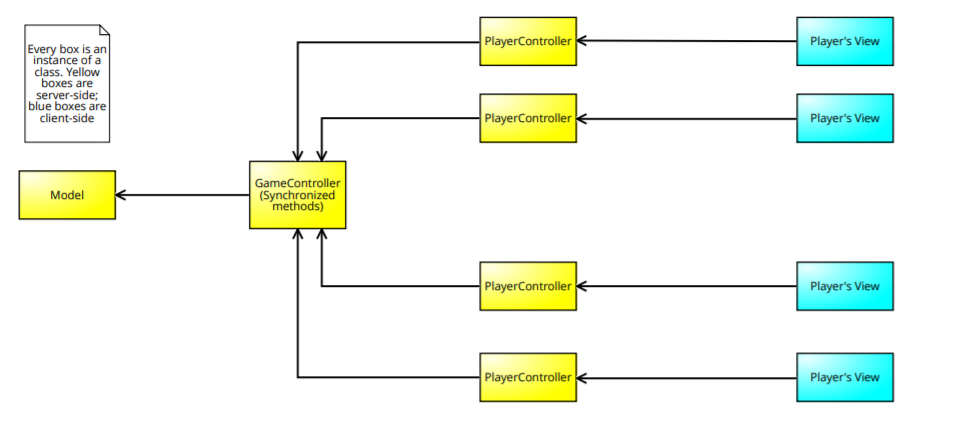 Every box is an
instance of a
class. Yellow
boxes are
server-side;
blue boxes are
client-side
PlayerController
Player's View
PlayerController
Player's View
Model
GameController
(Synchronized
methods)
PlayerController
Player's View
PlayerController
Player's View